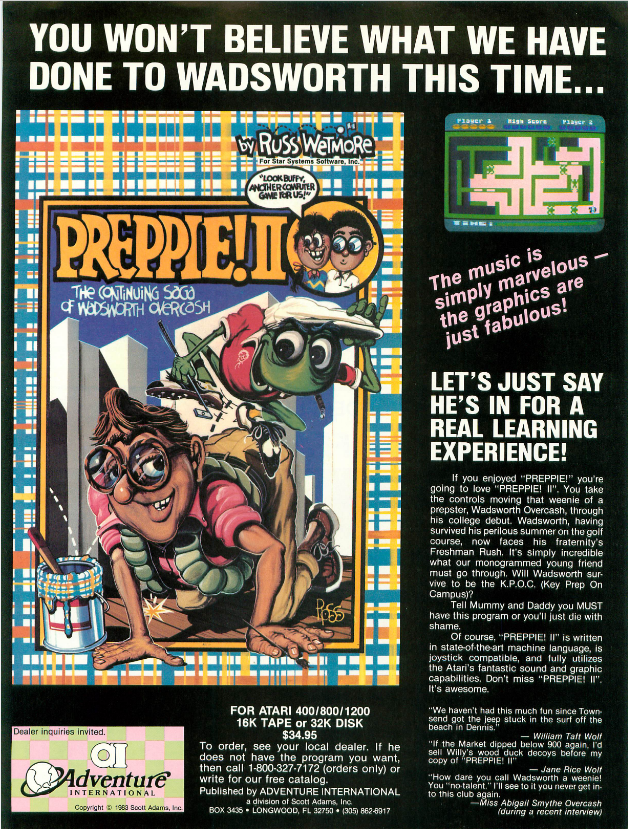 YOU WON'T BELIEVE WHAT WE HAVE
DONE TO WADSWORTH THIS TIME...
by RUSS WETMORE
For Star Systems Software, Inc.
"LOOK BUFFY,
ANOTHER COMPUTER
GAME FOR US!"
PREPPIE! II
THE CONTINUING SAGA
OF WADSWORTH OVERCASH
Player 1 High Score Player 2
The music is
simply marvelous —
the graphics are
just fabulous!
LET'S JUST SAY
HE'S IN FOR A
REAL LEARNING
EXPERIENCE!
If you enjoyed "PREPPIE!" you're
going to love "PREPPIE! II". You take
the controls moving that weenie of a
prepster, Wadsworth Overcash, through
his college debut. Wadsworth, having
survived his perilous summer on the golf
course, now faces his fraternity's
Freshman Rush. It's simply incredible
what our monogrammed young friend
must go through. Will Wadsworth sur-
vive to be the K.P.O.C. (Key Prep On
Campus)?
Tell Mummy and Daddy you MUST
have this program or you'll just die with
shame.
Of course, "PREPPIE! II" is written
in state-of-the-art machine language, is
joystick compatible, and fully utilizes
the Atari's fantastic sound and graphic
capabilities. Don't miss "PREPPIE! II".
It's awesome.
"We haven't had this much fun since Town-
send got the jeep stuck in the surf off the
beach in Dennis."
— William Taft Wolf
"If the Market dipped below 900 again, I'd
sell Willy's wood duck decoys before my
copy of "PREPPIE! II"
— Jane Rice Wolf
"How dare you call Wadsworth a weenie!
You "no-talent." I'll see to it you never get in-
to this club again.
—Miss Abigail Smythe Overcash
(during a recent interview)
FOR ATARI 400/800/1200
16K TAPE or 32K DISK
$34.95
To order, see your local dealer. If he
does not have the program you want,
then call 1-800-327-7172 (orders only) or
write for our free catalog.
Published by ADVENTURE INTERNATIONAL
a division of Scott Adams, Inc.
BOX 3435 • LONGWOOD, FL 32750 • (305) 862-6917
Dealer inquiries invited.
ai
Adventure
INTERNATIONAL
Copyright © 1983 Scott Adams, Inc.